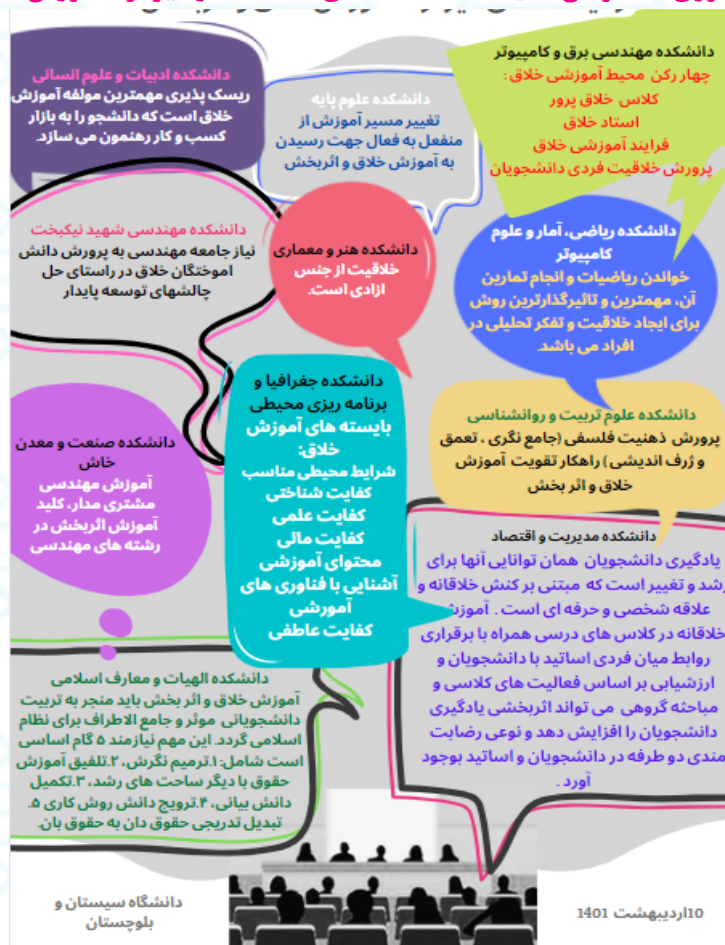 دانشکده مهندسی برق و کامپیوتر
چهار رکن محیط آموزشی خلاق:
کلاس خلاق پرور
استاد خلاق
فرایند آموزشی خلاق
پرورش خلاقیت فردی دانشجویان
دانشکده علوم پایه
تغییر مسیر آموزش از
منفعل به فعال جهت رسیدن
به آموزش خلاق و اثربخش
دانشکده ادبیات و علوم انسانی
ریسک پذیری مهمترین مولفه آموزش
خلاق است که دانشجو را به بازار
کسب و کار رهنمون می سازد.
دانشکده ریاضی، آمار و علوم
کامپیوتر
خواندن ریاضیات و انجام تمارین
آن، مهمترین و تاثیرگذارترین روش
برای ایجاد خلاقیت و تفکر تحلیلی در
افراد می باشد.
دانشکده هنر و معماری
خلاقیت از جنس
ازادی است.
دانشکده مهندسی شهید نیکبخت
نیاز جامعه مهندسی به پرورش دانش
اموختگان خلاق در راستای حل
چالشهای توسعه پایدار
دانشکده علوم تربیت و روانشناسی
پرورش ذهنیت فلسفی (جامع نگری ، تعمق
و ژرف اندیشی) راهکار تقویت آموزش
خلاق و اثر بخش
دانشکده جغرافیا و
برنامه ریزی محیطی
بایسته های آموزش
خلاق:
شرایط محیطی مناسب
کفایت شناختی
کفایت علمی
کفایت مالی
محتوای آموزشی
آشنایی با فناوری های
آمورشی
کفایت عاطفی
دانشکده صنعت و معدن
خاش
آموزش مهندسی
مشتری مدار، کلید
آموزش اثربخش در
رشته های مهندسی
دانشکده مدیریت و اقتصاد
یادگیری دانشجویان همان توانایی آنها برای
رشد و تغییر است که مبتنی بر کنش خلاقانه و
علاقه شخصی و حرفه ای است . آموزش
خلاقانه در کلاس های درسی همراه با برقراری
روابط میان فردی اساتید با دانشجویان و
ارزشیابی بر اساس فعالیت های کلاسی و
مباحثه گروهی می تواند اثربخشی یادگیری
دانشجویان را افزایش دهد و نوعی رضایت
مندی دو طرفه در دانشجویان و اساتید بوجود
آورد .
دانشکده الهیات و معارف اسلامی
آموزش خلاق و اثر بخش باید منجر به تربیت
دانشجویانی موثر و جامع الاطراف برای نظام
اسلامی گردد. این مهم نیازمند ۵ گام اساسی
است شامل: ۱.ترمیم نگرش، ۲.تلفیق آموزش
حقوق با دیگر ساحت های رشد، ۳.تکمیل
دانش بیانی، ۴.ترویج دانش روش کاری ۵.
تبدیل تدریجی حقوق دان به حقوق بان.
10اردیبهشت 1401
دانشگاه سیستان و
بلوچستان